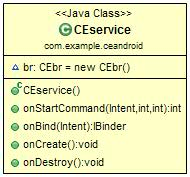 <<Java Class>>
CEservice
com.example.ceandroid
br: CEbr = new CEbr()
CEservice()
onStartCommand(Intent,int,int):int
onBind(Intent):IBinder
onCreate():void
onDestroy():void